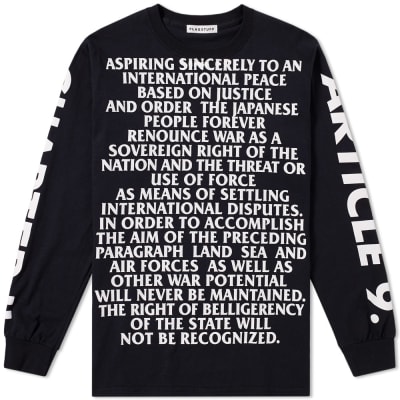 FLAGSTUFF
ASPIRING SINCERELY TO AN
INTERNATIONAL PEACE
BASED ON JUSTICE
AND ORDER THE JAPANESE
PEOPLE FOREVER
RENOUNCE WAR AS A
SOVEREIGN RIGHT OF THE
NATION AND THE THREAT OR
USE OF FORCE
AS MEANS OF SETTLING
INTERNATIONAL DISPUTES.
IN ORDER TO ACCOMPLISH
THE AIM OF THE PRECEDING
PARAGRAPH LAND SEA AND
AIR FORCES AS WELL AS
OTHER WAR POTENTIAL
WILL NEVER BE MAINTAINED.
THE RIGHT OF BELLIGERENCY
OF THE STATE WILL
NOT BE RECOGNIZED.
ARTICLE 9.